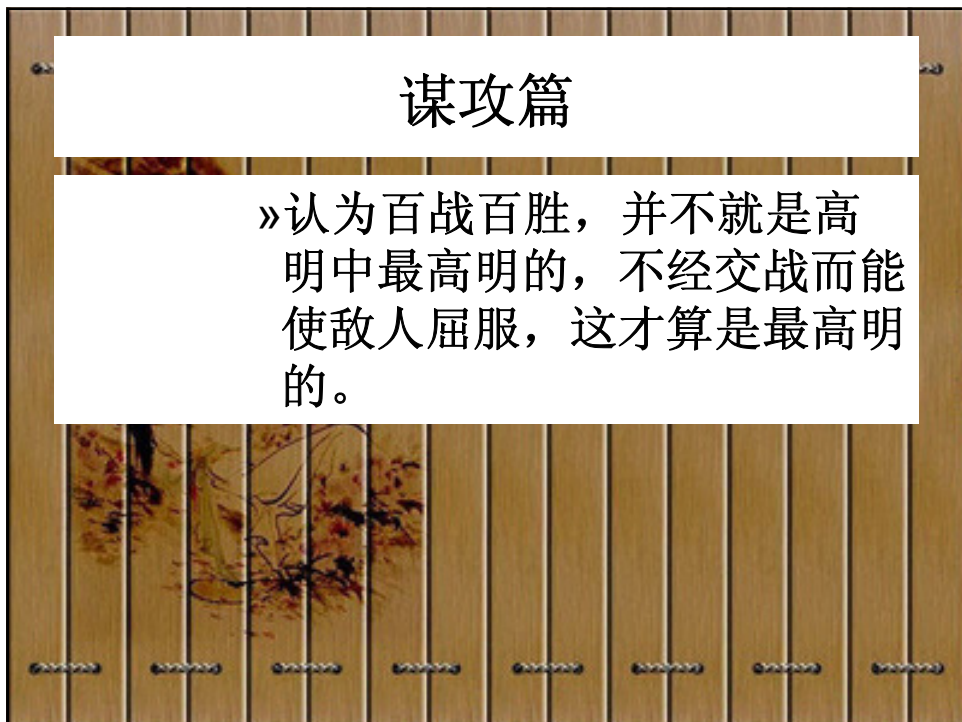 谋攻篇
»认为百战百胜，并不就是高
明中最高明的，不经交战而能
使敌人屈服，这才算是最高明
的。